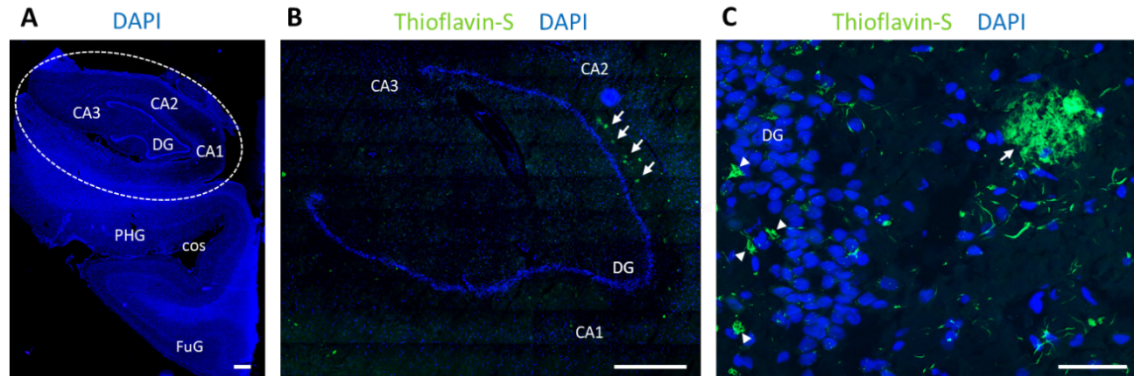 A
DAPI
CA3
CA2
DG
CA1
PHG
cos
FuG
B
Thioflavin-S DAPI
CA3
CA2
DG
CA1
C
Thioflavin-S DAPI
DG